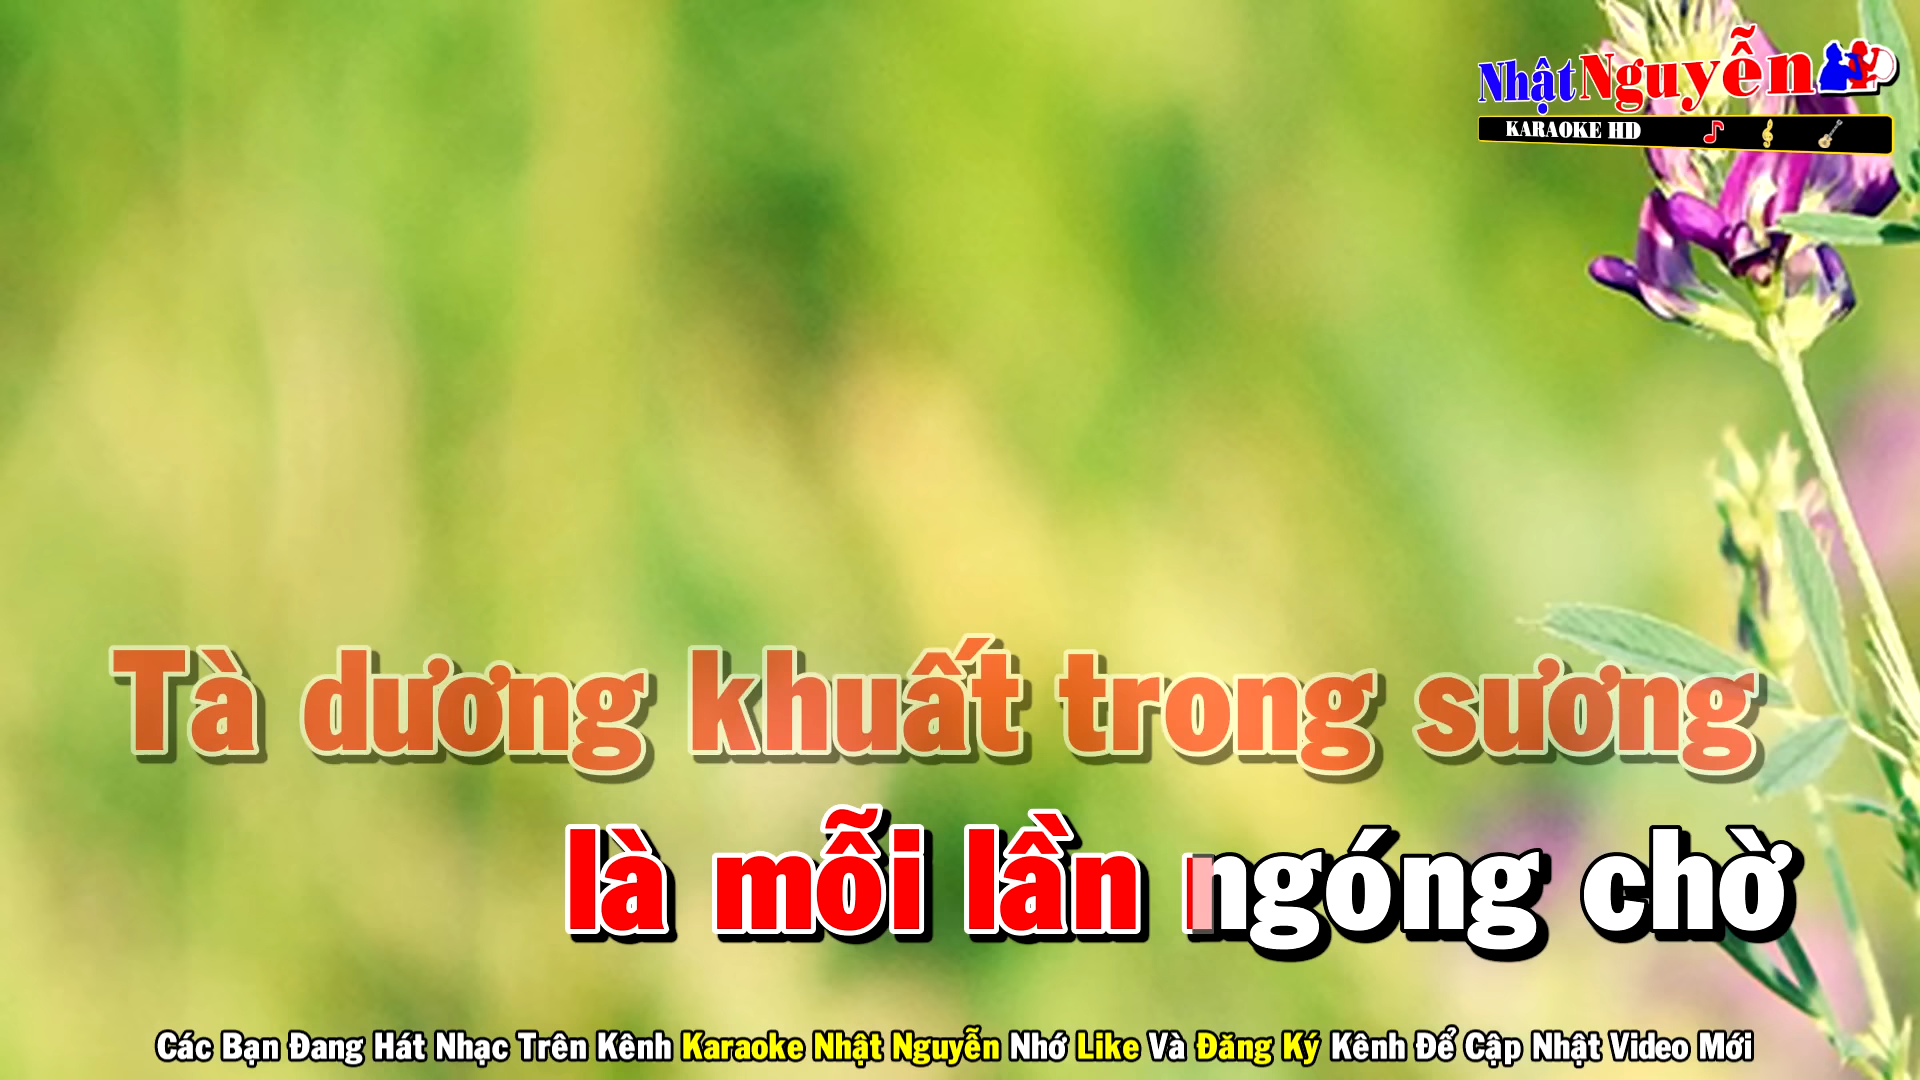 NhậtNguyễn
KARAOKE HD
Tà dương khuất trong sương
là mỗi lần ngóng chờ
Các Bạn Đang Hát Nhạc Trên Kênh Karaoke Nhật Nguyễn Nhớ Like Và Đăng Ký Kênh Để Cập Nhật Video Mới